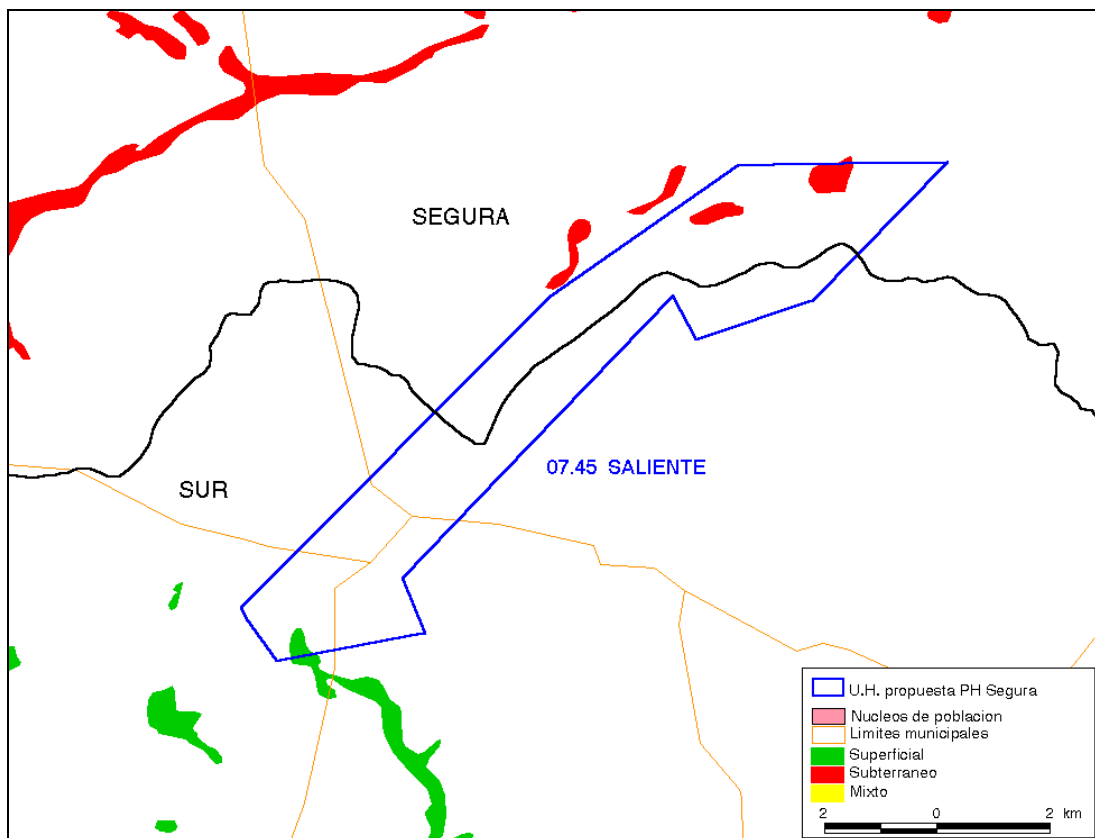 SEGURA
07.45 SALIENTE
SUR
U.H. propuesta PH Segura
Nucleos de poblacion
Limites municipales
Superficial
Subterraneo
Mixto
2 0 2 km